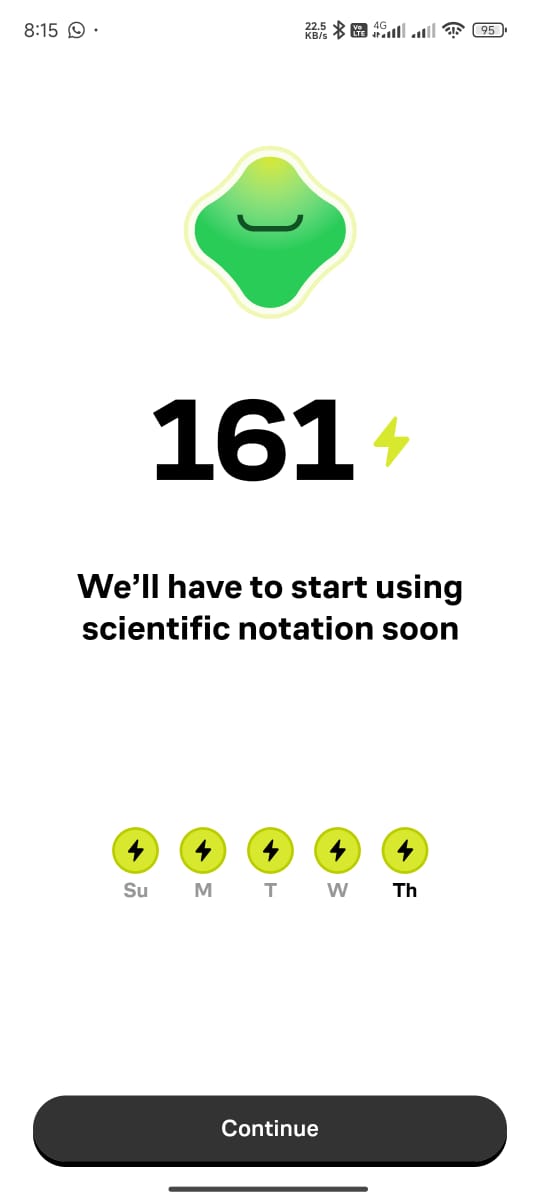 8:15
22.5 KB/s
Vo LTE
4G
95
161
We’ll have to start using
scientific notation soon
Su M T W Th
Continue